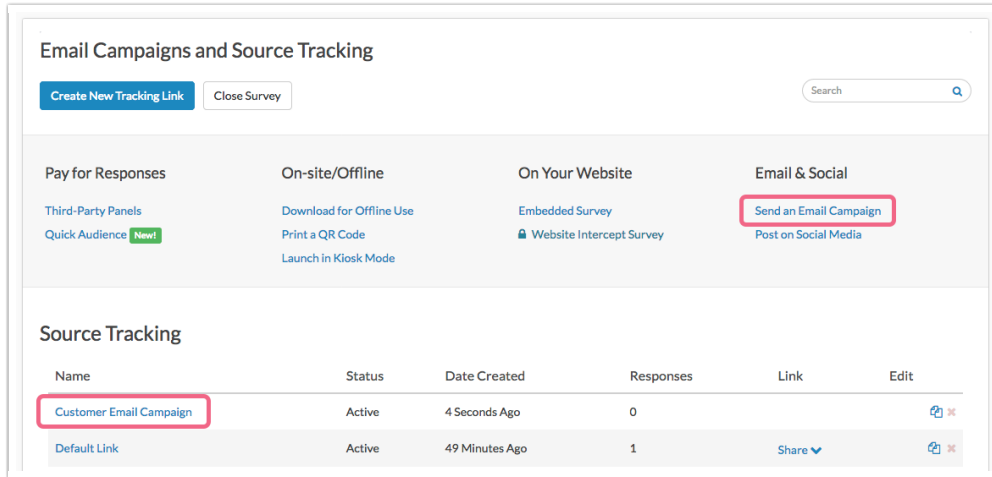 Email Campaigns and Source Tracking
Create New Tracking Link Close Survey Search
Pay for Responses On-site/Offline On Your Website Email & Social
Third-Party Panels Download for Offline Use Embedded Survey Send an Email Campaign
Quick Audience New! Print a QR Code Website Intercept Survey Post on Social Media
Launch in Kiosk Mode
Source Tracking
Name Status Date Created Responses Link Edit
Customer Email Campaign Active 4 Seconds Ago 0
Default Link Active 49 Minutes Ago 1 Share